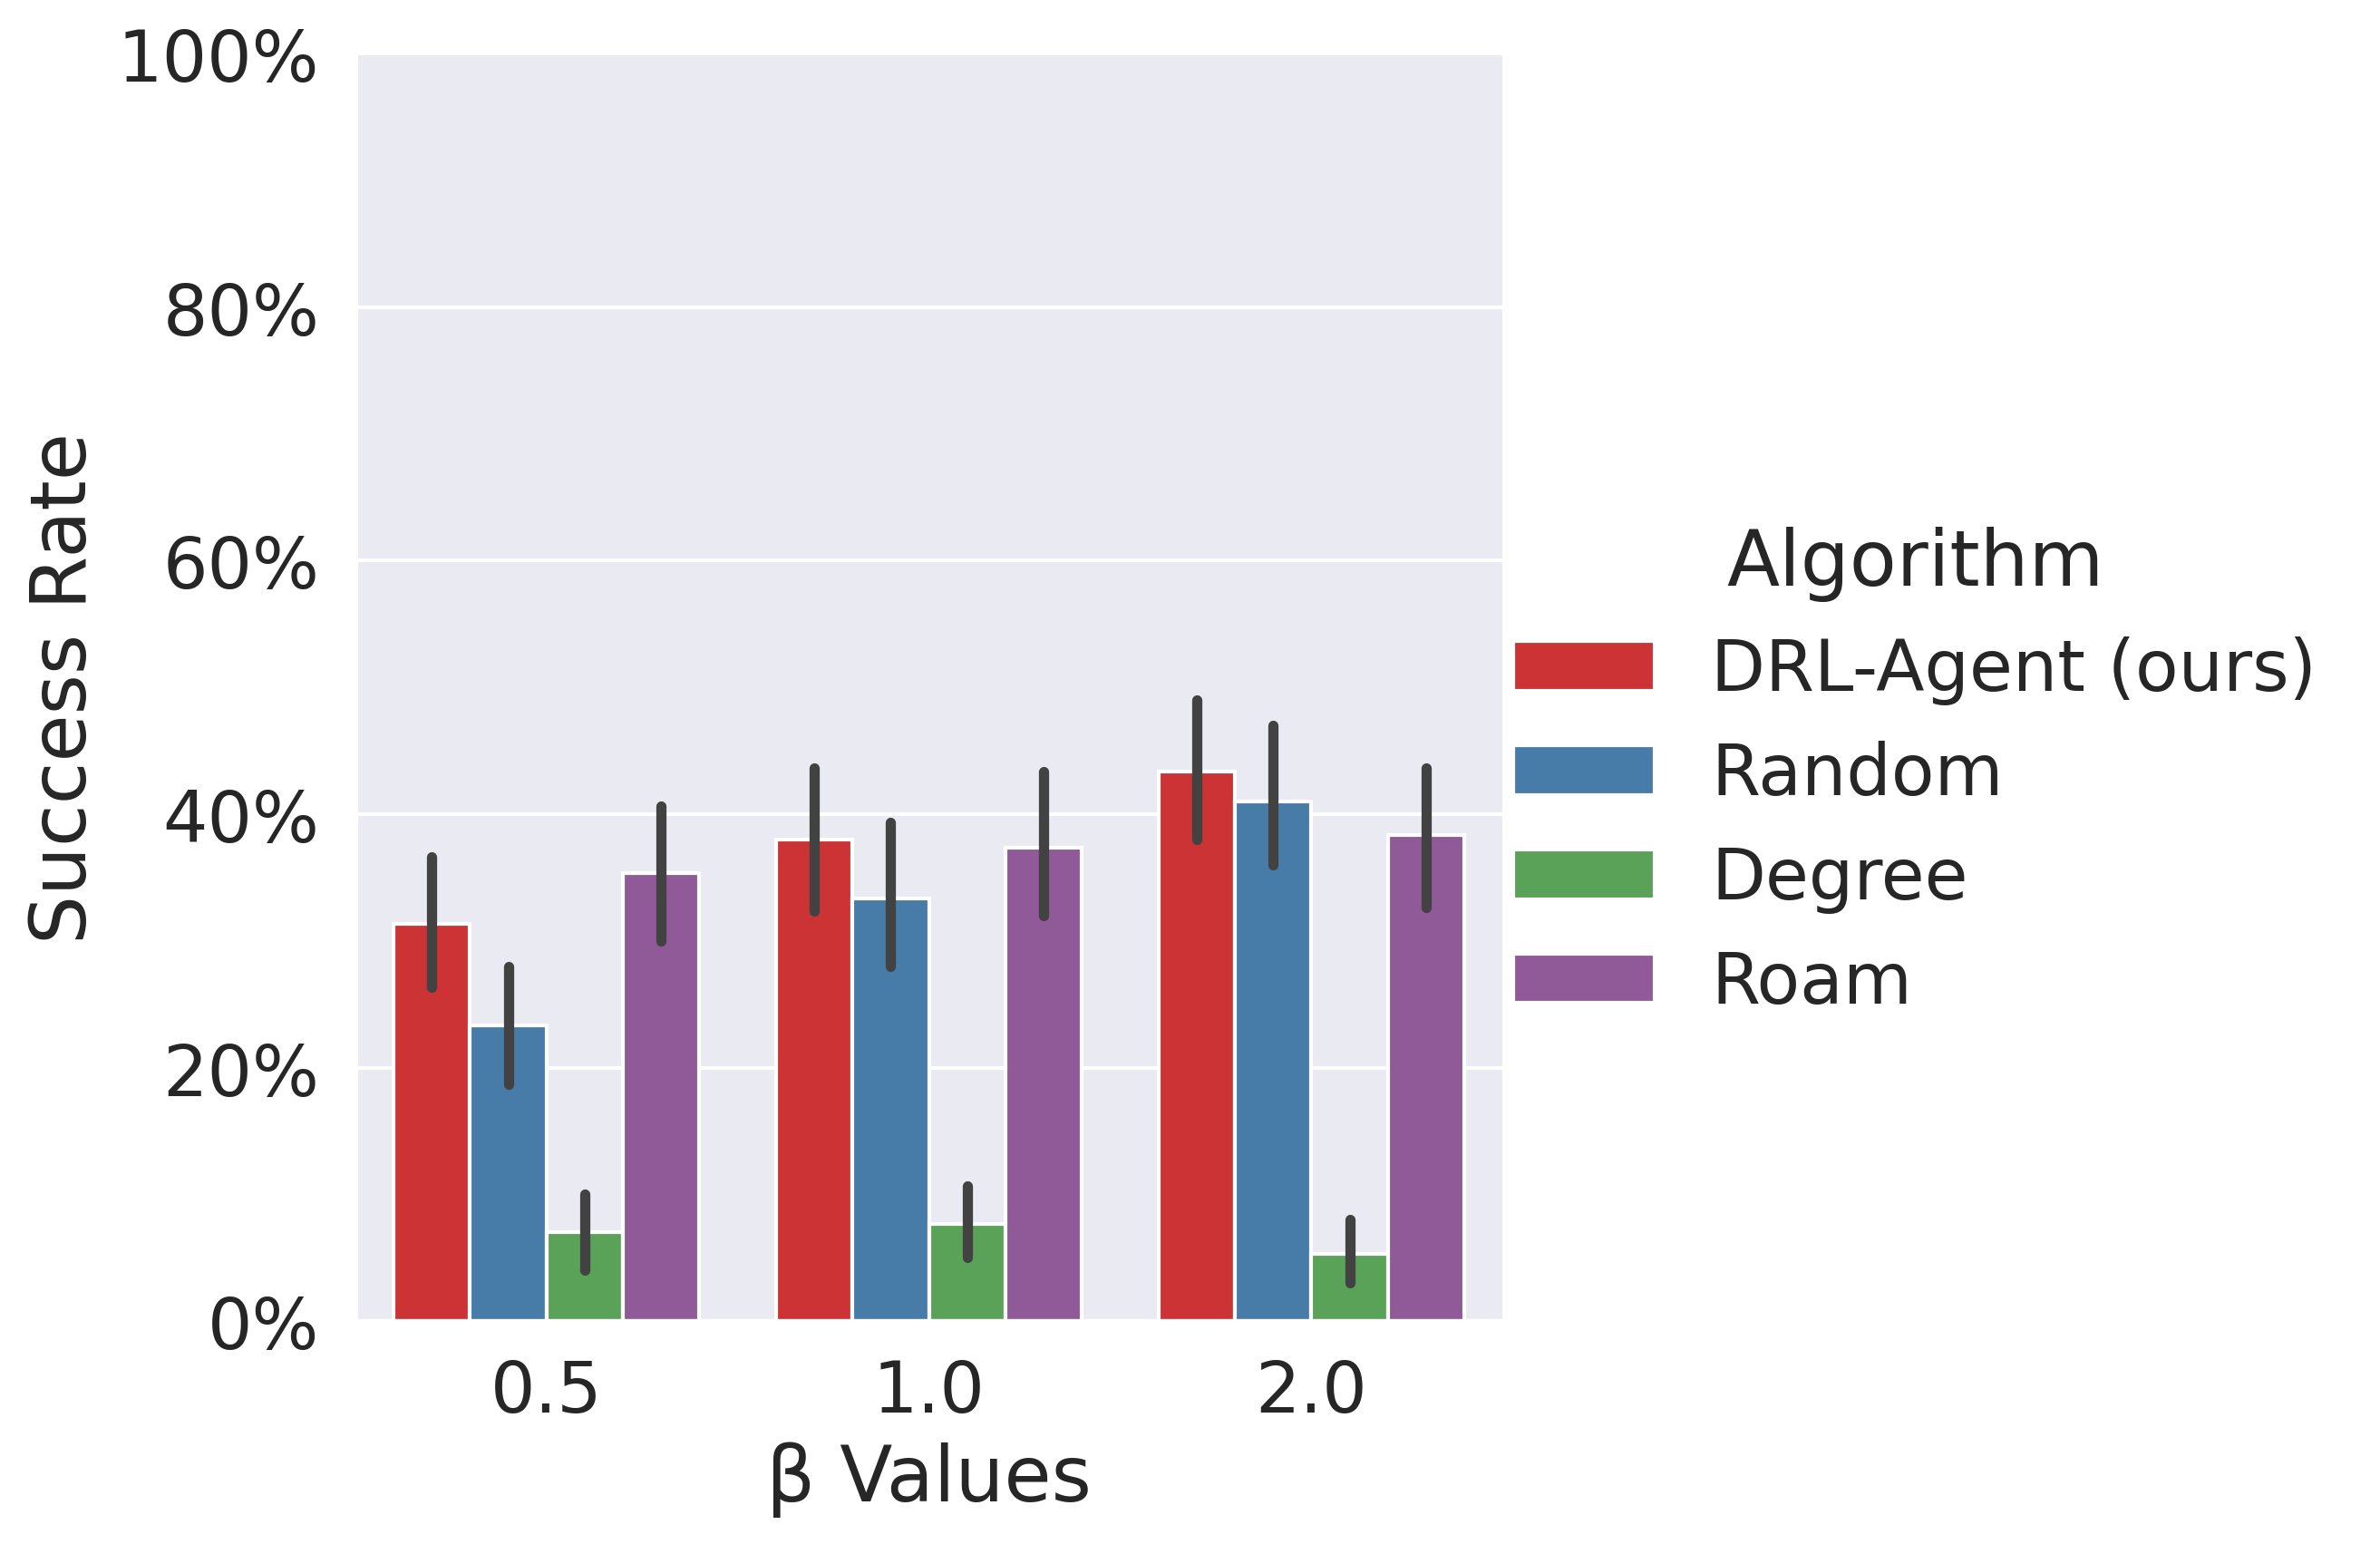 100%
80%
60%
40%
20%
0%
Success Rate
0.5 1.0 2.0
β Values
Algorithm
DRL-Agent (ours)
Random
Degree
Roam